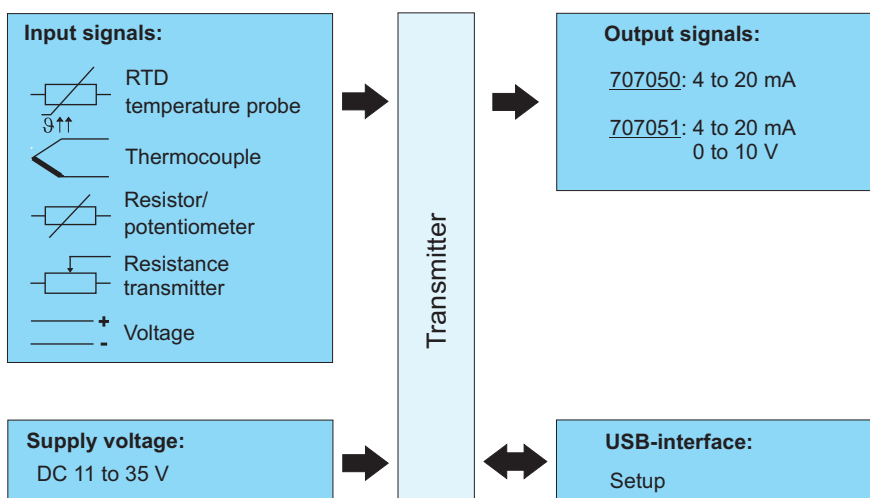 Input signals:
RTD
temperature probe
ϑ↑↑
Thermocouple
Resistor/
potentiometer
Resistance
transmitter
+
-
Voltage
Supply voltage:
DC 11 to 35 V
Transmitter
Output signals:
707050: 4 to 20 mA
707051: 4 to 20 mA
0 to 10 V
USB-interface:
Setup